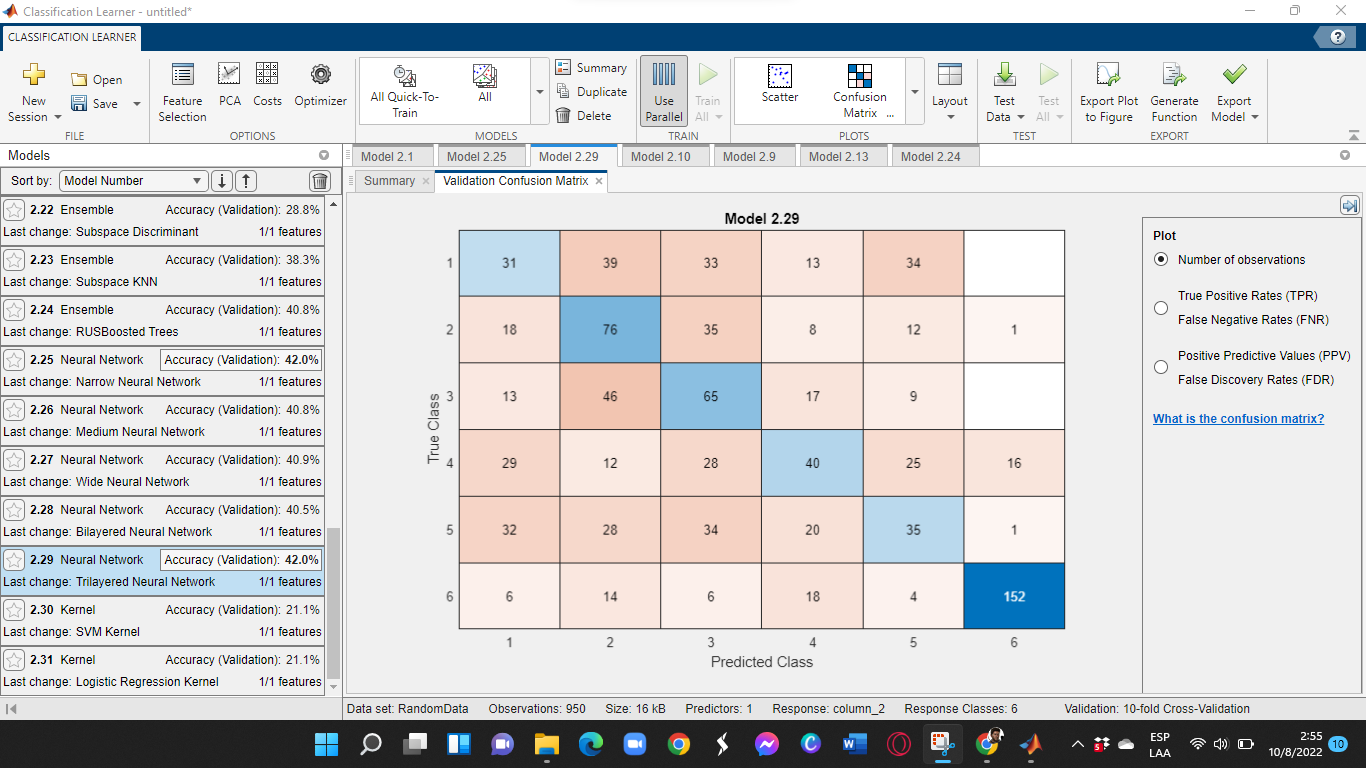 Classification Learner - untitled*
CLASSIFICATION LEARNER
?
New Session
Open
Save
FILE
Feature Selection
PCA
Costs
Optimizer
OPTIONS
All Quick-To-Train
All
Summary
Duplicate
Delete
MODELS
Use Parallel
Train All
TRAIN
Scatter
Confusion Matrix ...
Layout
PLOTS
Test Data
Test All
TEST
Export Plot to Figure
Generate Function
Export Model
EXPORT
Models
Sort by: Model Number
2.22 Ensemble Accuracy (Validation): 28.8%
Last change: Subspace Discriminant 1/1 features
2.23 Ensemble Accuracy (Validation): 38.3%
Last change: Subspace KNN 1/1 features
2.24 Ensemble Accuracy (Validation): 40.8%
Last change: RUSBoosted Trees 1/1 features
2.25 Neural Network Accuracy (Validation): 42.0%
Last change: Narrow Neural Network 1/1 features
2.26 Neural Network Accuracy (Validation): 40.8%
Last change: Medium Neural Network 1/1 features
2.27 Neural Network Accuracy (Validation): 40.9%
Last change: Wide Neural Network 1/1 features
2.28 Neural Network Accuracy (Validation): 40.5%
Last change: Bilayered Neural Network 1/1 features
2.29 Neural Network Accuracy (Validation): 42.0%
Last change: Trilayered Neural Network 1/1 features
2.30 Kernel Accuracy (Validation): 21.1%
Last change: SVM Kernel 1/1 features
2.31 Kernel Accuracy (Validation): 21.1%
Last change: Logistic Regression Kernel 1/1 features
Model 2.1 Model 2.25 Model 2.29 Model 2.10 Model 2.9 Model 2.13 Model 2.24
Summary Validation Confusion Matrix
Model 2.29
True Class
1 31 39 33 13 34
2 18 76 35 8 12 1
3 13 46 65 17 9
4 29 12 28 40 25 16
5 32 28 34 20 35 1
6 6 14 6 18 4 152
1 2 3 4 5 6
Predicted Class
Plot
Number of observations
True Positive Rates (TPR)
False Negative Rates (FNR)
Positive Predictive Values (PPV)
False Discovery Rates (FDR)
What is the confusion matrix?
Data set: RandomData Observations: 950 Size: 16 kB Predictors: 1 Response: column_2 Response Classes: 6 Validation: 10-fold Cross-Validation
ESP
LAA
2:55
10/8/2022
10